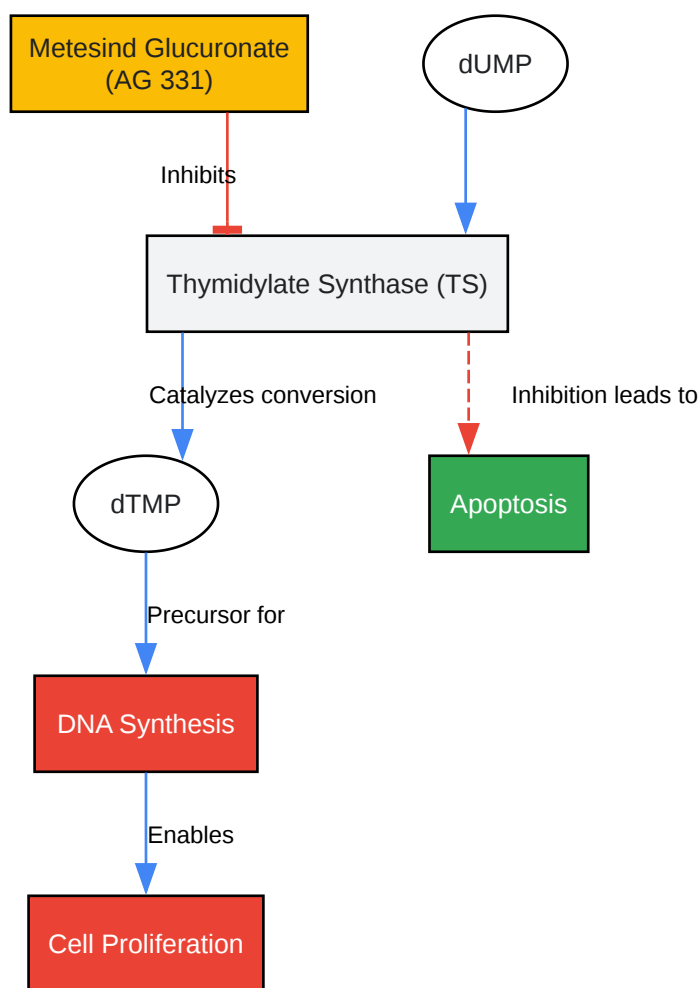 Metesind Glucuronate
(AG 331)
dUMP
Inhibits
Thymidylate Synthase (TS)
Catalyzes conversion
Inhibition leads to
dTMP
Apoptosis
Precursor for
DNA Synthesis
Enables
Cell Proliferation